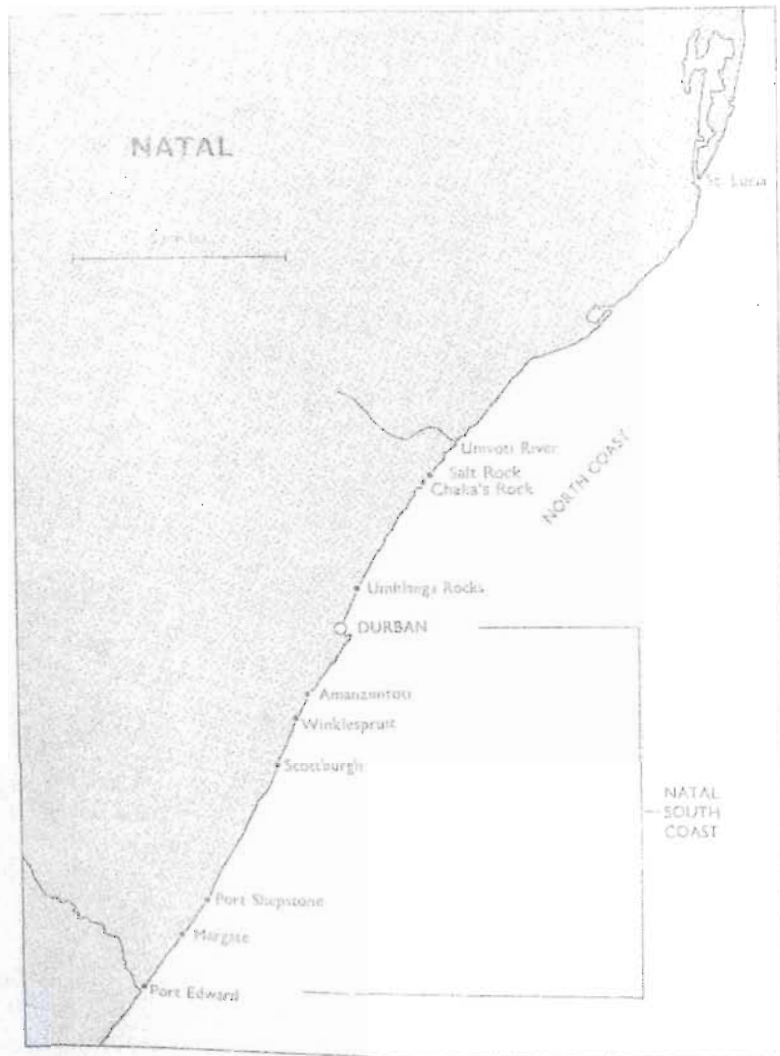 NATAL
St. Lucia
Umvoti River
Salt Rock
Chaka's Rock
NORTH COAST
Umhlanga Rocks
DURBAN
Amanzimtoti
Winklespruit
Scottburgh
NATAL
SOUTH
COAST
Port Shepstone
Margate
Port Edward